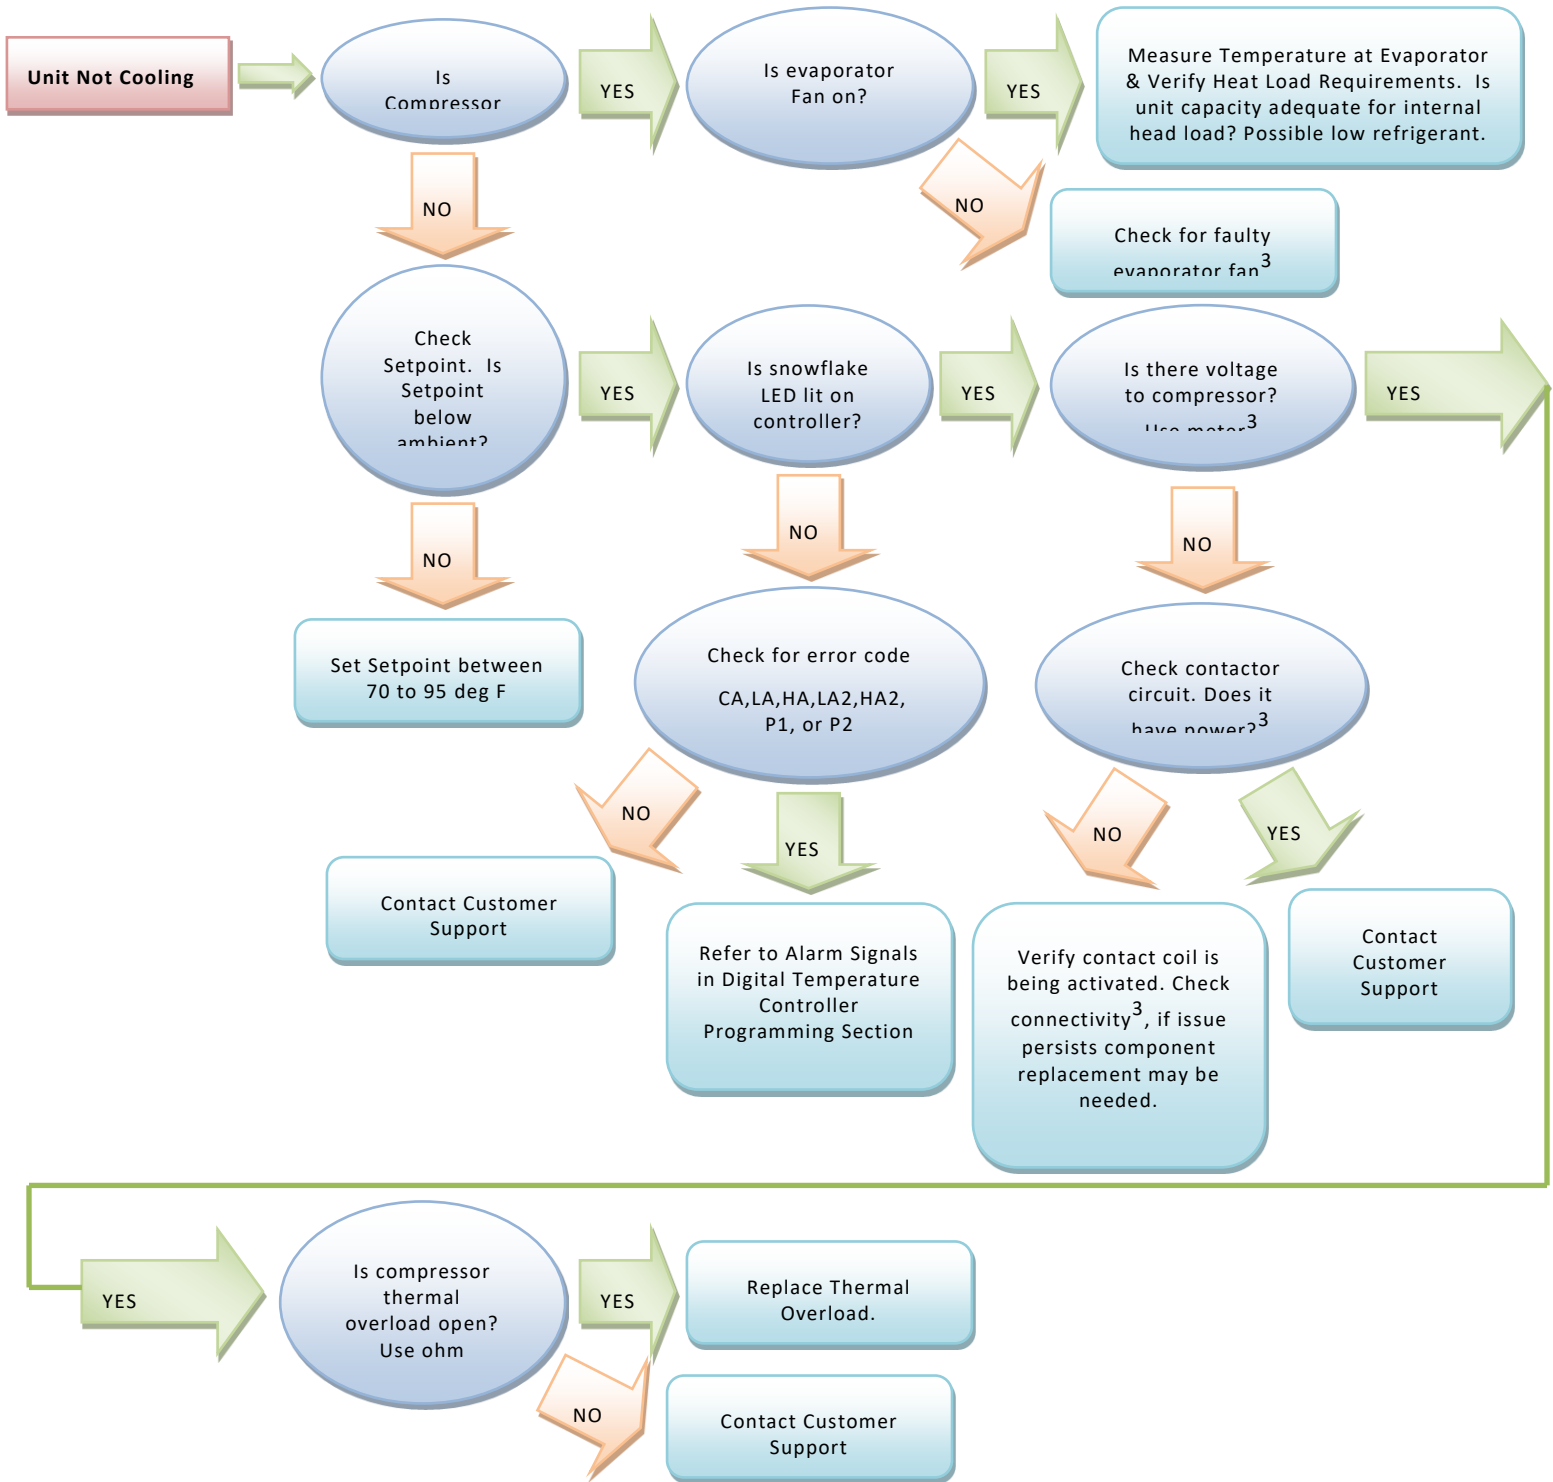 Unit Not Cooling
Is
Compressor
YES
Is evaporator
Fan on?
YES
Measure Temperature at Evaporator
& Verify Heat Load Requirements. Is
unit capacity adequate for internal
head load? Possible low refrigerant.
NO
NO
Check for faulty
evaporator fan3
Check
Setpoint. Is
Setpoint
below
ambient?
YES
Is snowflake
LED lit on
controller?
YES
Is there voltage
to compressor?
Use meter3
YES
NO
NO
NO
Set Setpoint between
70 to 95 deg F
Check for error code
CA,LA,HA,LA2,HA2,
P1, or P2
Check contactor
circuit. Does it
have power?3
NO
YES
NO
YES
Contact Customer
Support
Refer to Alarm Signals
in Digital Temperature
Controller
Programming Section
Verify contact coil is
being activated. Check
connectivity3, if issue
persists component
replacement may be
needed.
Contact
Customer
Support
YES
Is compressor
thermal
overload open?
Use ohm
YES
Replace Thermal
Overload.
NO
Contact Customer
Support